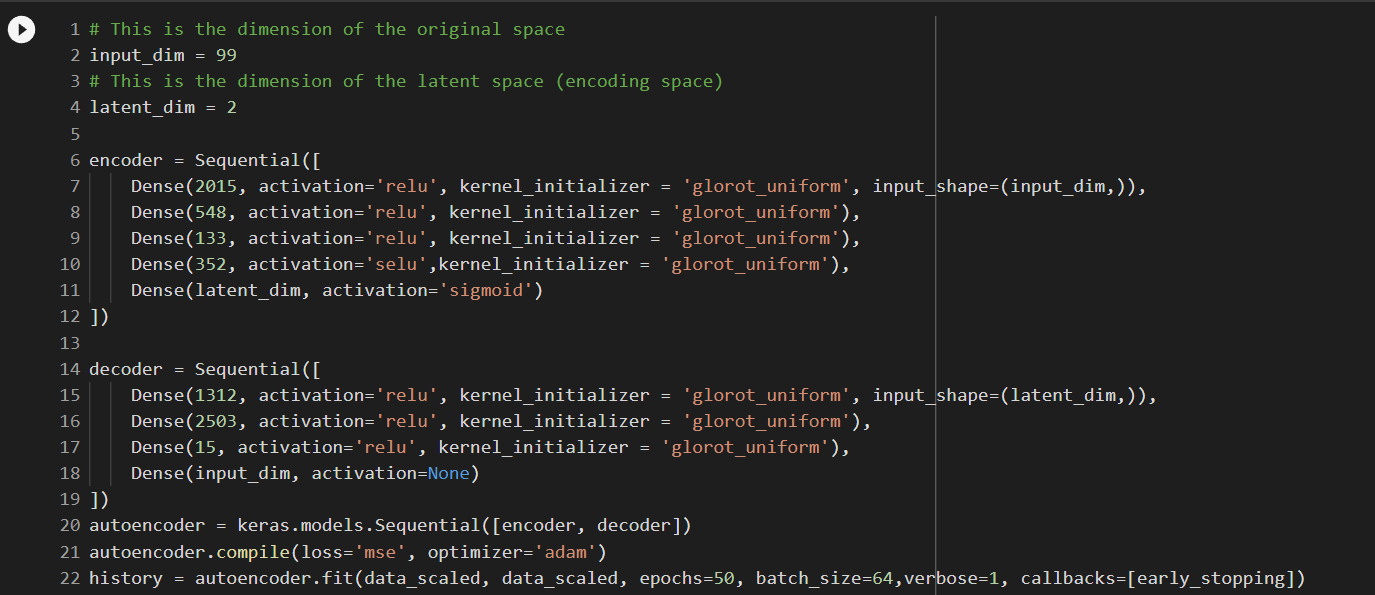 1 # This is the dimension of the original space
2 input_dim = 99
3 # This is the dimension of the latent space (encoding space)
4 latent_dim = 2
5
6 encoder = Sequential([
7     Dense(2015, activation='relu', kernel_initializer = 'glorot_uniform', input_shape=(input_dim,)),
8     Dense(548, activation='relu', kernel_initializer = 'glorot_uniform'),
9     Dense(133, activation='relu', kernel_initializer = 'glorot_uniform'),
10     Dense(352, activation='selu',kernel_initializer = 'glorot_uniform'),
11     Dense(latent_dim, activation='sigmoid')
12 ])
13
14 decoder = Sequential([
15     Dense(1312, activation='relu', kernel_initializer = 'glorot_uniform', input_shape=(latent_dim,)),
16     Dense(2503, activation='relu', kernel_initializer = 'glorot_uniform'),
17     Dense(15, activation='relu', kernel_initializer = 'glorot_uniform'),
18     Dense(input_dim, activation=None)
19 ])
20 autoencoder = keras.models.Sequential([encoder, decoder])
21 autoencoder.compile(loss='mse', optimizer='adam')
22 history = autoencoder.fit(data_scaled, data_scaled, epochs=50, batch_size=64,verbose=1, callbacks=[early_stopping])